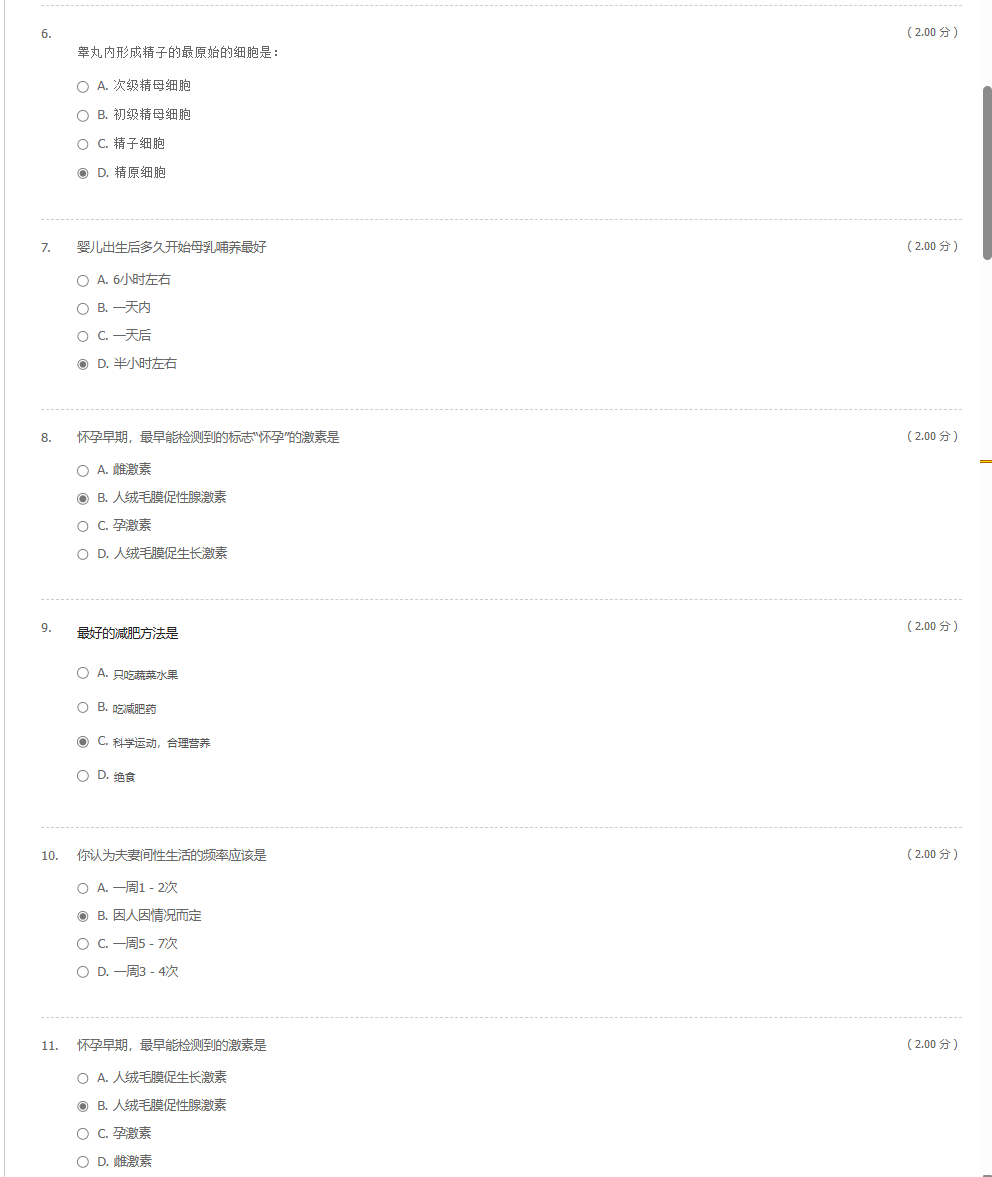 6.
( 2.00 分 )
睾丸内形成精子的最原始的细胞是：
A. 次级精母细胞
B. 初级精母细胞
C. 精子细胞
D. 精原细胞
7. 婴儿出生后多久开始母乳哺养最好 ( 2.00 分 )
A. 6小时左右
B. 一天内
C. 一天后
D. 半小时左右
8. 怀孕早期，最早能检测到的标志“怀孕”的激素是 ( 2.00 分 )
A. 雌激素
B. 人绒毛膜促性腺激素
C. 孕激素
D. 人绒毛膜促生长激素
9. 最好的减肥方法是 ( 2.00 分 )
A. 只吃蔬菜水果
B. 吃减肥药
C. 科学运动，合理营养
D. 绝食
10. 你认为夫妻间性生活的频率应该是 ( 2.00 分 )
A. 一周1 - 2次
B. 因人因情况而定
C. 一周5 - 7次
D. 一周3 - 4次
11. 怀孕早期，最早能检测到的激素是 ( 2.00 分 )
A. 人绒毛膜促生长激素
B. 人绒毛膜促性腺激素
C. 孕激素
D. 雌激素